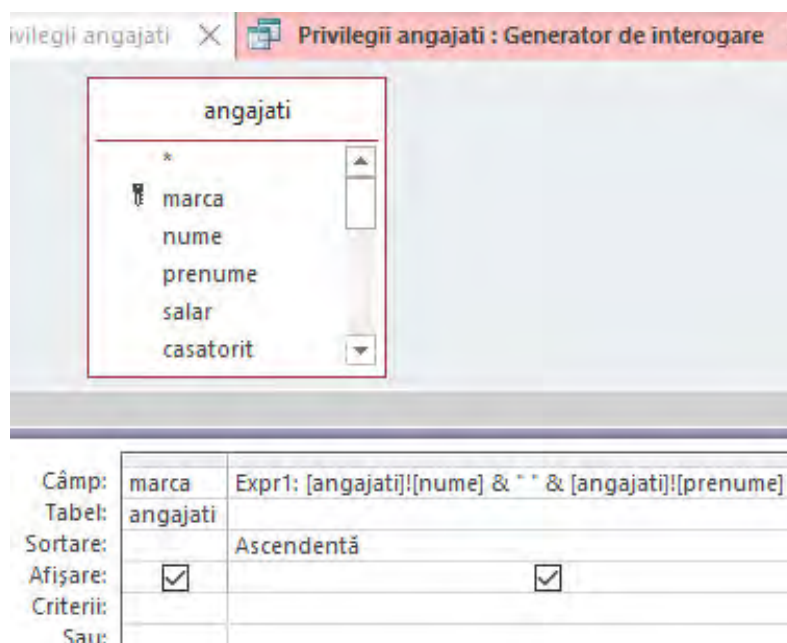 ivilegii angajati Privilegii angajati : Generator de interogare
angajati
*
marca
nume
prenume
salar
casatorit
Câmp: marca Expr1: [angajati]![nume] & " " & [angajati]![prenume]
Tabel: angajati
Sortare: Ascendentă
Afișare:
Criterii:
Sau: